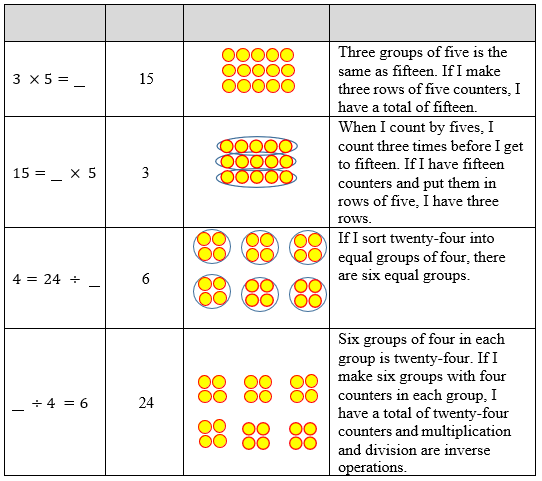 3 × 5 = _
15
Three groups of five is the
same as fifteen. If I make
three rows of five counters, I
have a total of fifteen.
15 = _ × 5
3
When I count by fives, I
count three times before I get
to fifteen. If I have fifteen
counters and put them in
rows of five, I have three
rows.
4 = 24 ÷ _
6
If I sort twenty-four into
equal groups of four, there
are six equal groups.
_ ÷ 4 = 6
24
Six groups of four in each
group is twenty-four. If I
make six groups with four
counters in each group, I
have a total of twenty-four
counters and multiplication
and division are inverse
operations.